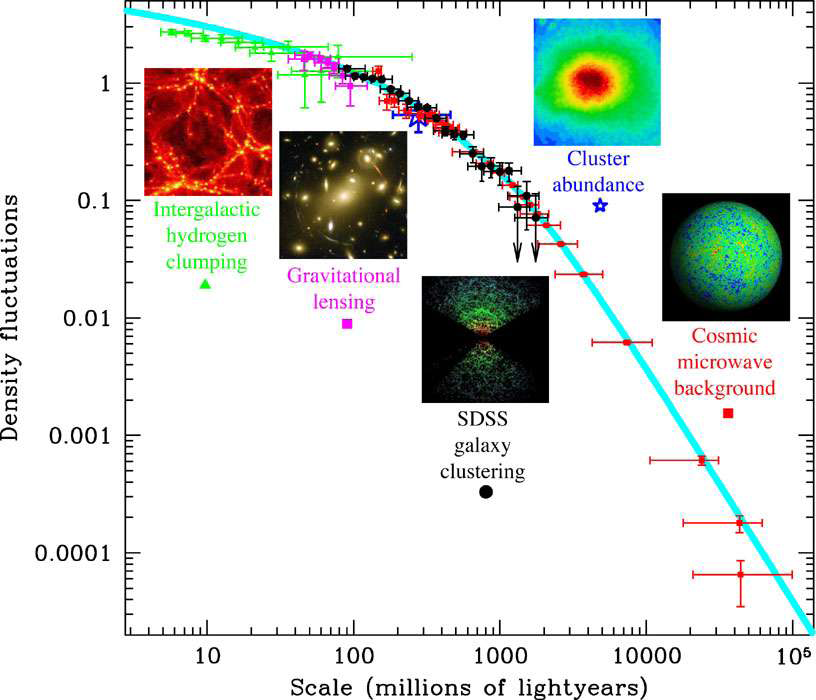 1
0.1
0.01
0.001
0.0001
Density fluctuations
Intergalactic
hydrogen
clumping
Gravitational
lensing
SDSS
galaxy
clustering
Cluster
abundance
Cosmic
microwave
background
10
100
1000
10000
10⁵
Scale (millions of lightyears)